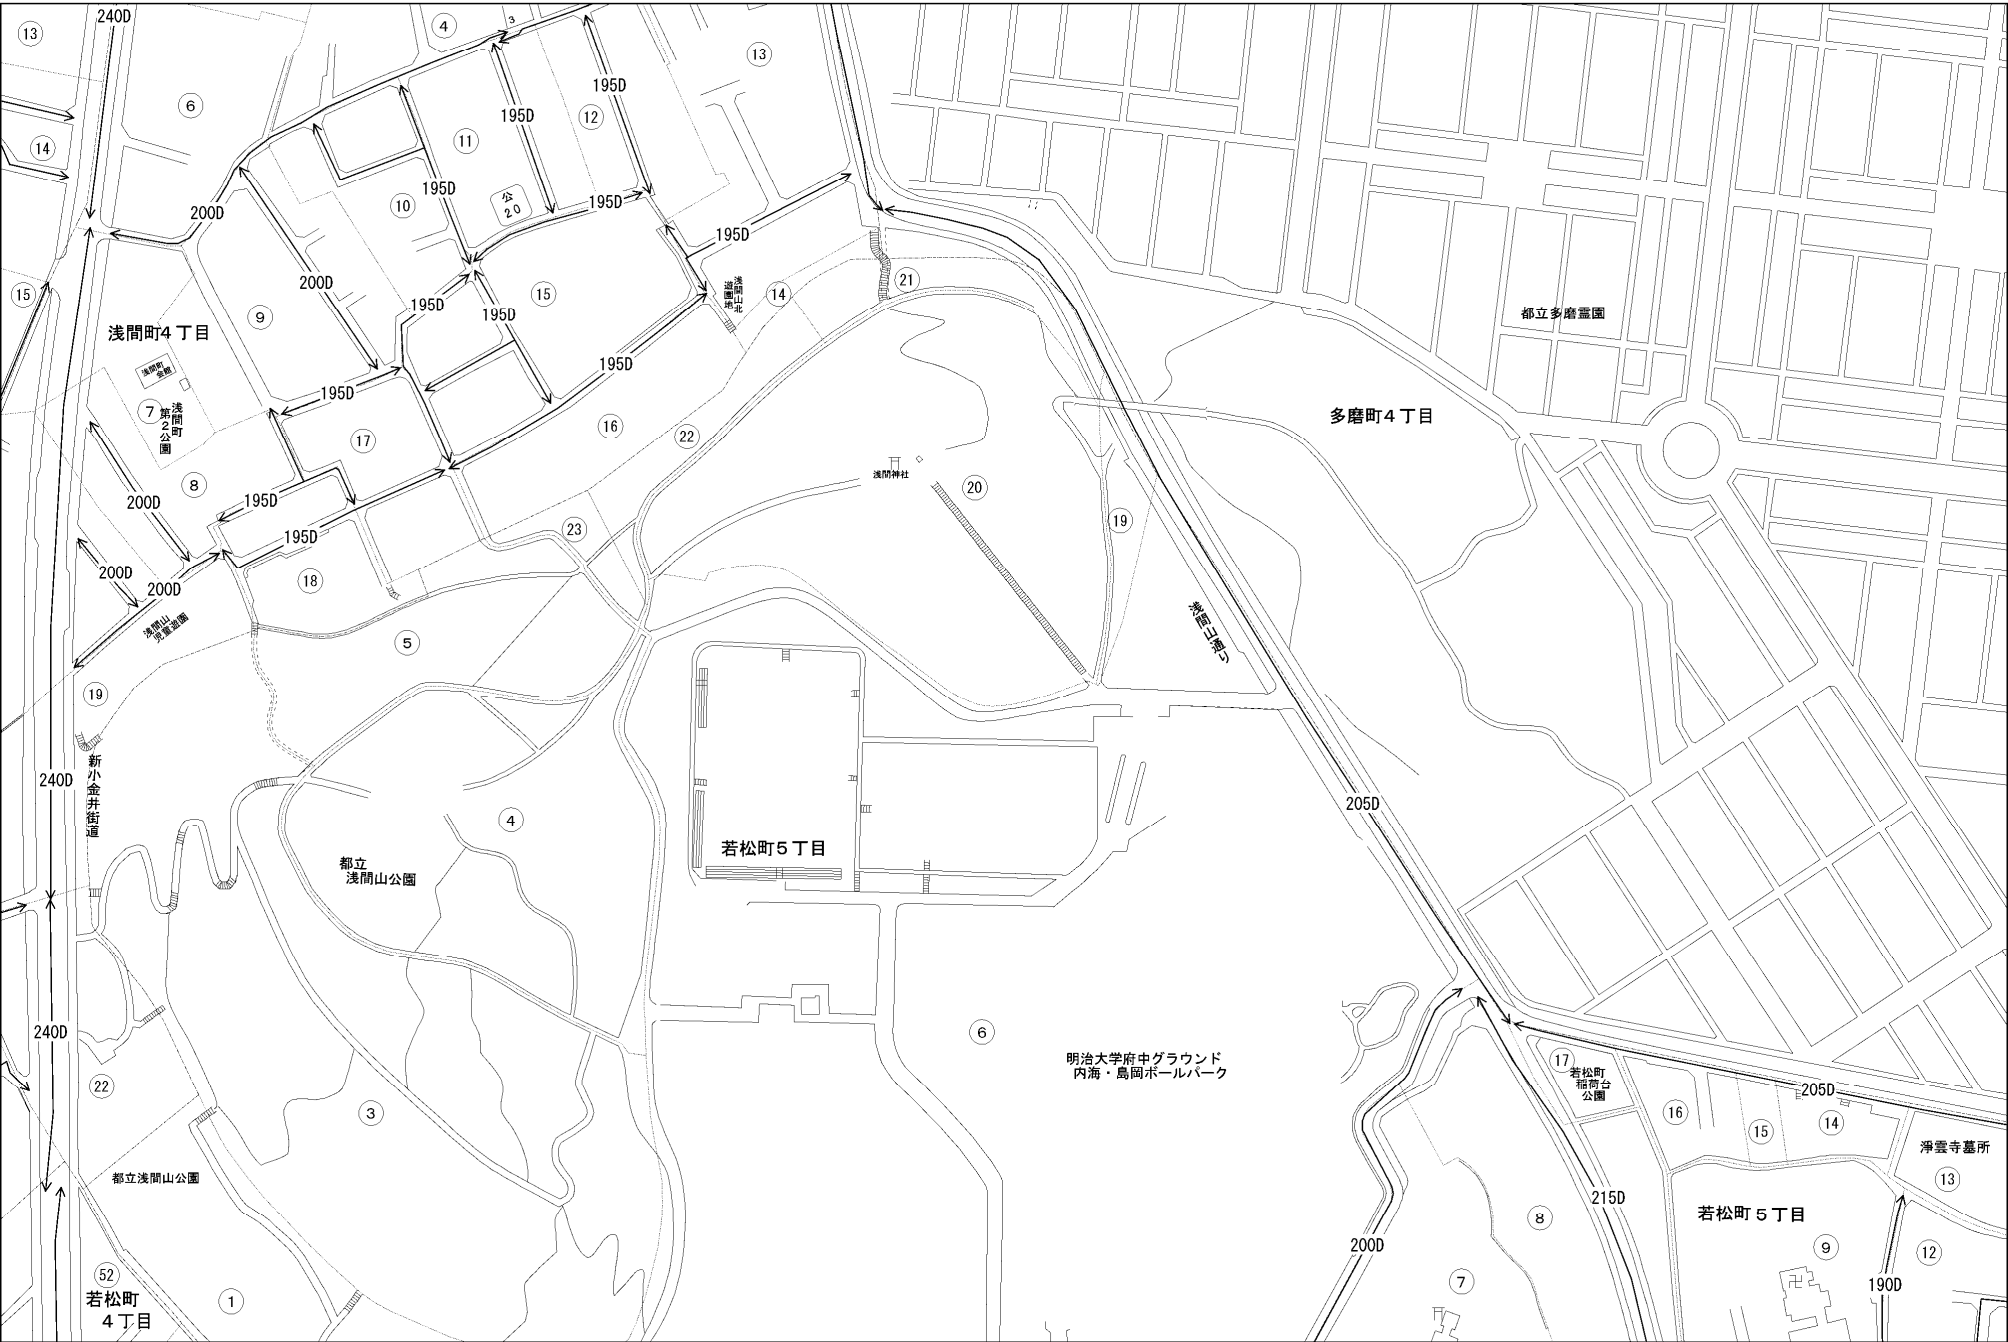 240D
4
3
13
13
6
195D
195D
12
14
11
195D
10
公
20
195D
200D
195D
200D
浅間山北
遊園地
14
21
15
15
195D
195D
9
都立多磨霊園
浅間町４丁目
浅間町
会館
195D
195D
7
浅間町
第２公園
17
16
22
多磨町４丁目
8
195D
200D
浅間神社
20
19
195D
23
200D
200D
18
浅間山
児童遊園
浅間山通り
5
19
240D
新小金井街道
205D
4
若松町５丁目
都立
浅間山公園
240D
6
明治大学府中グラウンド
内海・島岡ボールパーク
17
若松町
稲荷台
公園
205D
22
3
16
15
14
淨雲寺墓所
13
都立浅間山公園
215D
若松町５丁目
8
200D
9
12
52
若松町
４丁目
1
7
190D